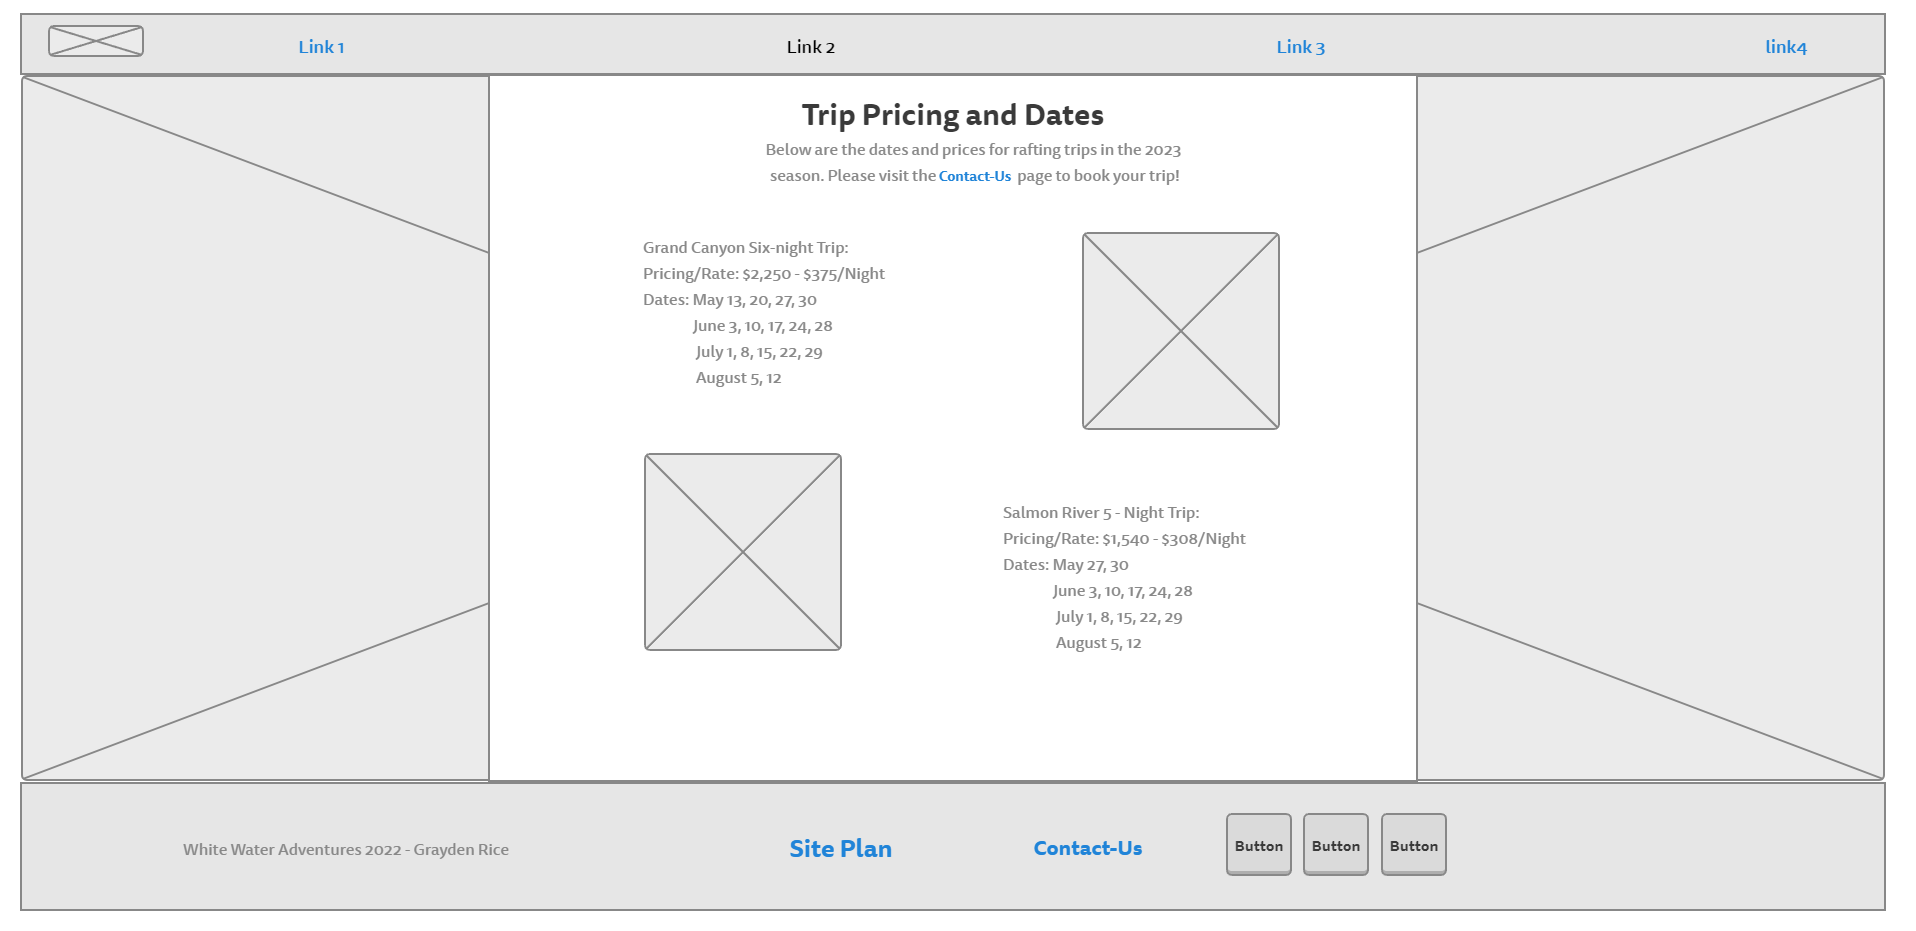 Link 1
Link 2
Link 3
link4
Trip Pricing and Dates
Below are the dates and prices for rafting trips in the 2023
season. Please visit the Contact-Us page to book your trip!
Grand Canyon Six-night Trip:
Pricing/Rate: $2,250 - $375/Night
Dates: May 13, 20, 27, 30
June 3, 10, 17, 24, 28
July 1, 8, 15, 22, 29
August 5, 12
Salmon River 5 - Night Trip:
Pricing/Rate: $1,540 - $308/Night
Dates: May 27, 30
June 3, 10, 17, 24, 28
July 1, 8, 15, 22, 29
August 5, 12
White Water Adventures 2022 - Grayden Rice
Site Plan
Contact-Us
Button
Button
Button